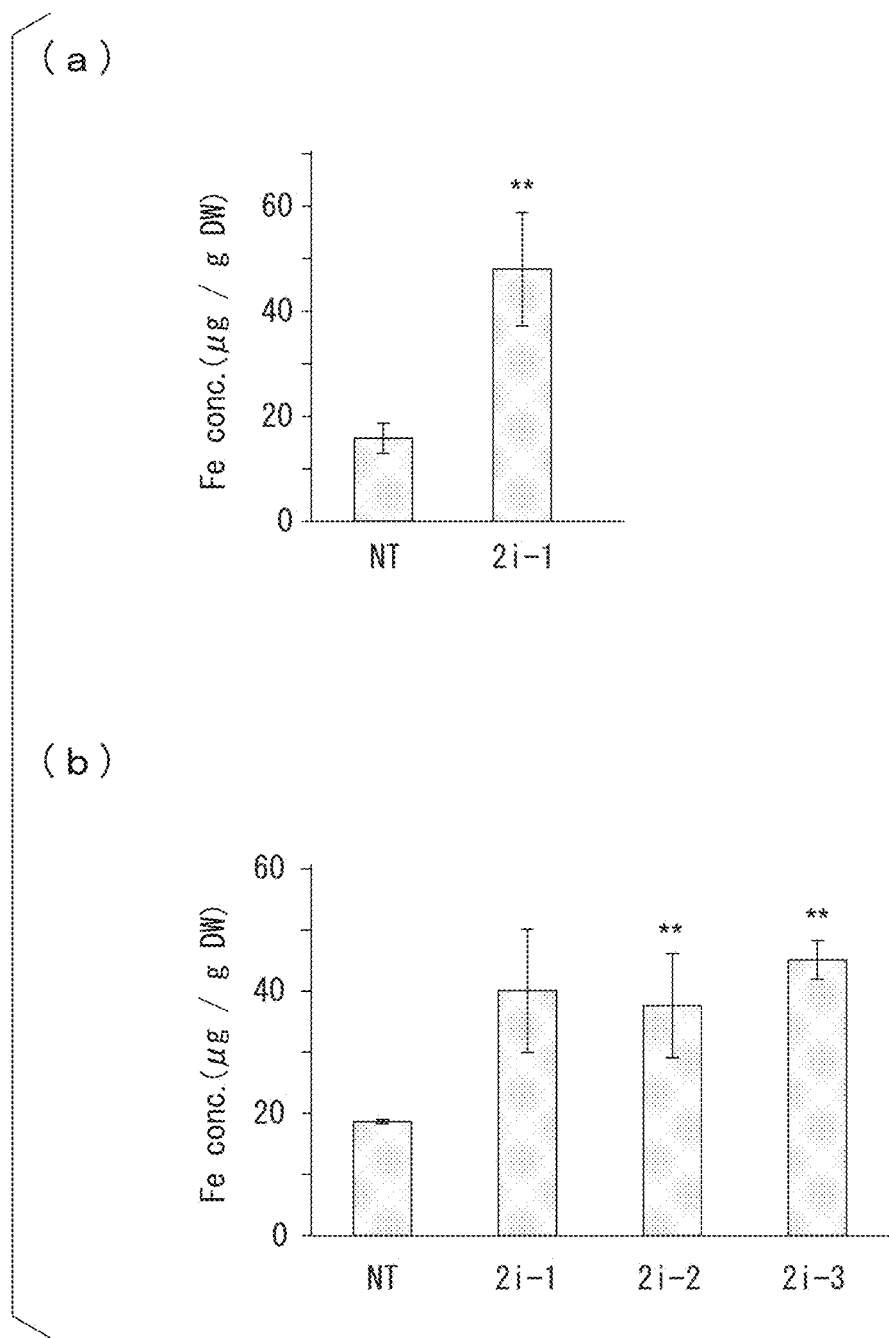 ( a )
Fe conc.(μg / g DW)
60
40
20
0
**
NT 2i-1
( b )
Fe conc.(μg / g DW)
60
40
20
0
** **
NT 2i-1 2i-2 2i-3